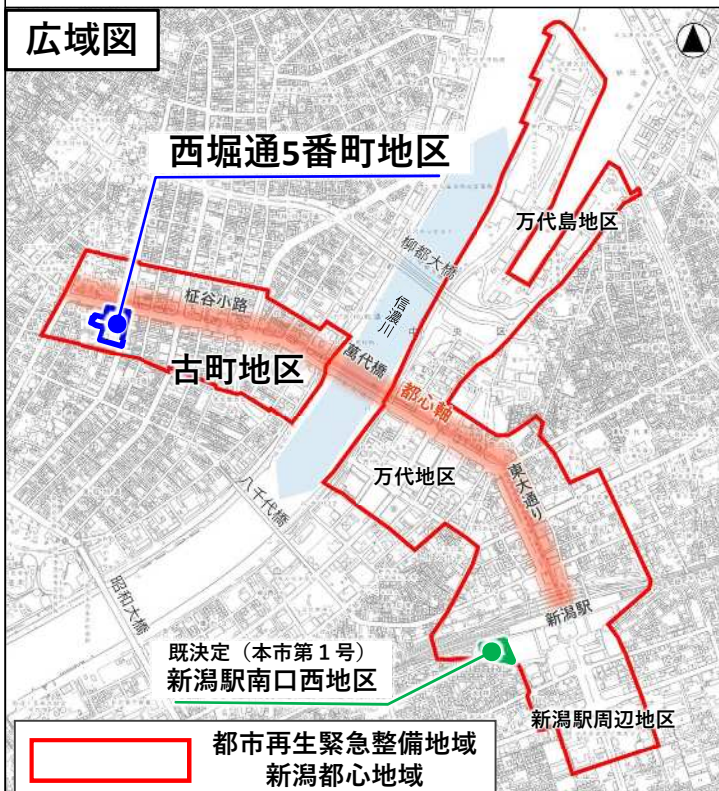 広域図
西堀通5番町地区
万代島地区
柳都大橋
信濃川
中央区
柾谷小路
萬代橋
古町地区
都心軸
万代地区
東大通り
八千代橋
昭和大橋
新潟駅
既決定（本市第１号）
新潟駅南口西地区
新潟駅周辺地区
都市再生緊急整備地域
新潟都心地域